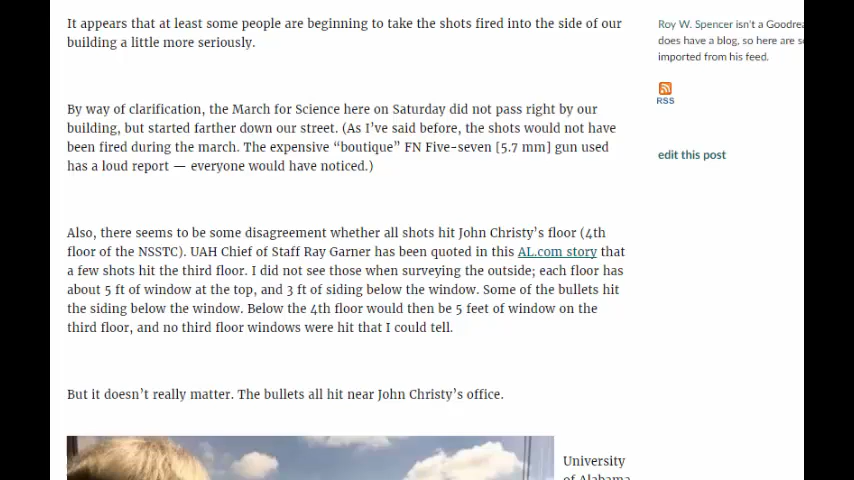 It appears that at least some people are beginning to take the shots fired into the side of our
building a little more seriously.
By way of clarification, the March for Science here on Saturday did not pass right by our
building, but started farther down our street. (As I’ve said before, the shots would not have
been fired during the march. The expensive “boutique” FN Five-seven [5.7 mm] gun used
has a loud report — everyone would have noticed.)
Also, there seems to be some disagreement whether all shots hit John Christy’s floor (4th
floor of the NSSTC). UAH Chief of Staff Ray Garner has been quoted in this AL.com story that
a few shots hit the third floor. I did not see those when surveying the outside; each floor has
about 5 ft of window at the top, and 3 ft of siding below the window. Some of the bullets hit
the siding below the window. Below the 4th floor would then be 5 feet of window on the
third floor, and no third floor windows were hit that I could tell.
But it doesn’t really matter. The bullets all hit near John Christy’s office.
University
of Alabama
Roy W. Spencer isn't a
does have a blog, so here are
imported from his feed.
RSS
edit this post